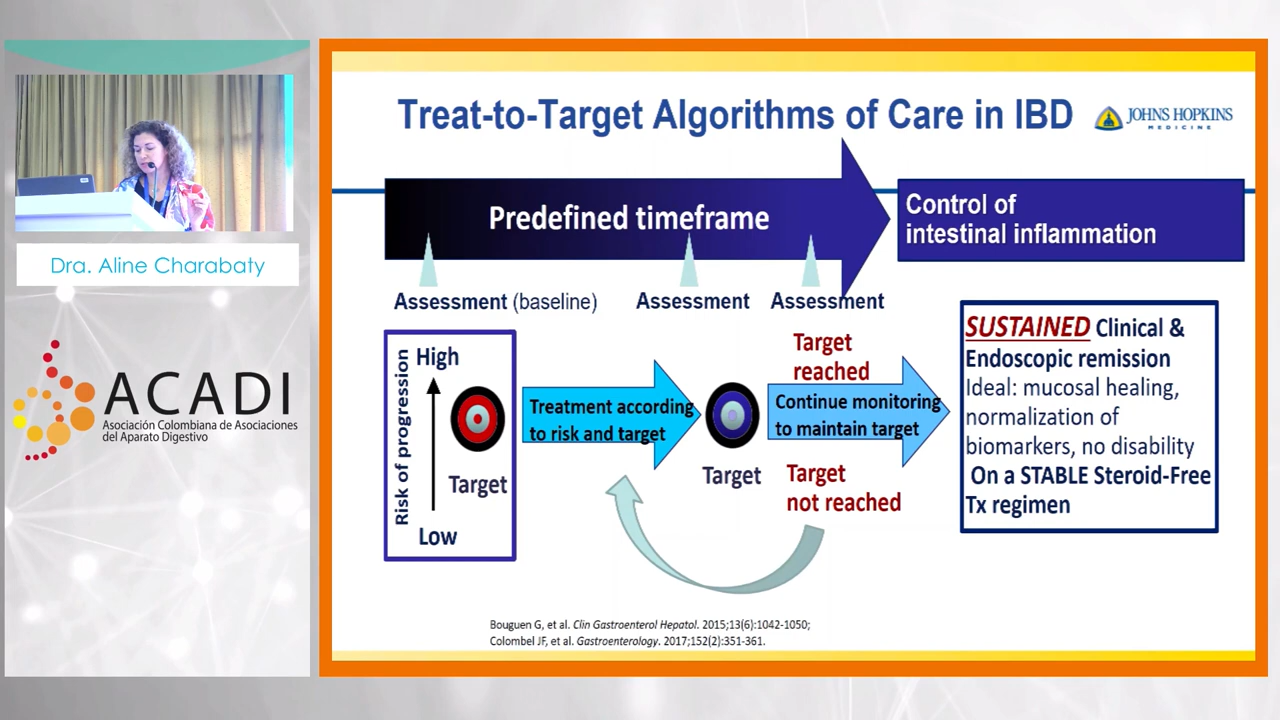 Dra. Aline Charabaty
ACADI
Asociación Colombiana de Asociaciones
del Aparato Digestivo
Treat-to-Target Algorithms of Care in IBD
JOHNS HOPKINS
MEDICINE
Predefined timeframe
Control of
intestinal inflammation
Assessment (baseline)
Assessment
Assessment
Risk of progression
High
Target
Low
Treatment according
to risk and target
Target
Target
reached
Continue monitoring
to maintain target
Target
not reached
SUSTAINED Clinical &
Endoscopic remission
Ideal: mucosal healing,
normalization of
biomarkers, no disability
On a STABLE Steroid-Free
Tx regimen
Bouguen G, et al. Clin Gastroenterol Hepatol. 2015;13(6):1042-1050;
Colombel JF, et al. Gastroenterology. 2017;152(2):351-361.